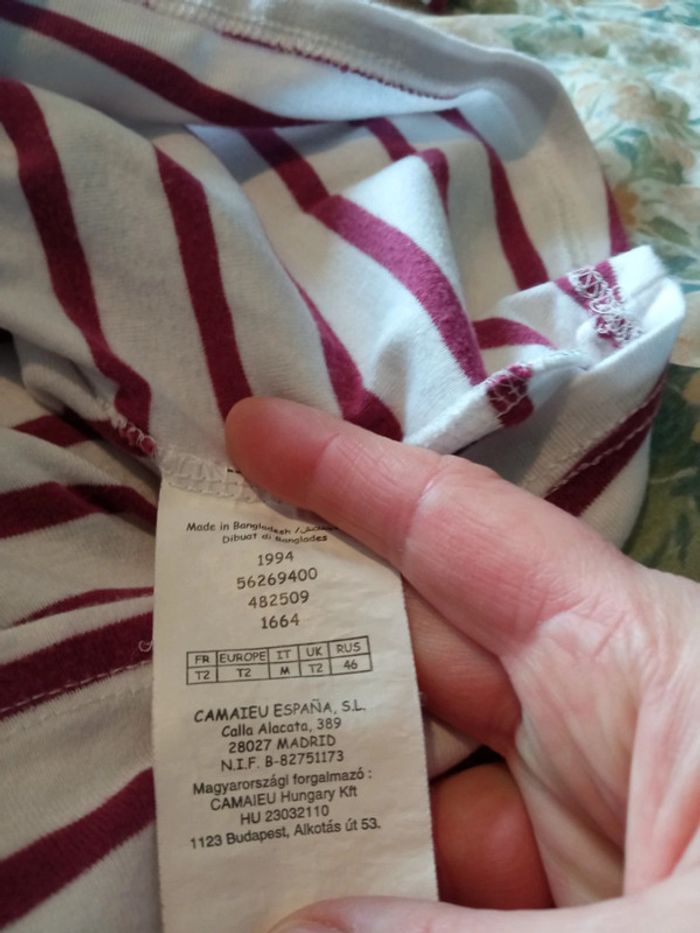 Made in Bangladesh /
Dibuat di Banglades
1994
56269400
482509
1664
FR EUROPE IT UK RUS
T2 T2 M T2 46
CAMAIEU ESPAÑA, S.L.
Calla Alacata, 389
28027 MADRID
N.I.F. B-82751173
Magyarországi forgalmazó :
CAMAIEU Hungary Kft
HU 23032110
1123 Budapest, Alkotás út 53.